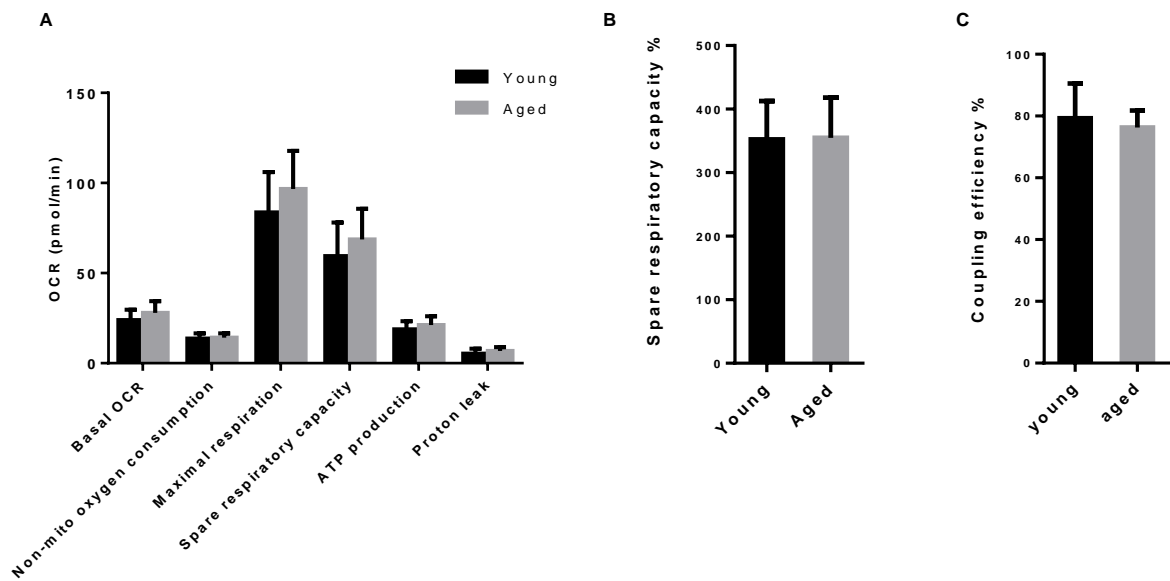 A
Young
Aged
OCR (pmol/min)
150
100
50
0
Basal OCR
Non-mito oxygen consumption
Maximal respiration
Spare respiratory capacity
ATP production
Proton leak
B
Spare respiratory capacity %
500
400
300
200
100
0
Young
Aged
C
Coupling efficiency %
100
80
60
40
20
0
young
aged